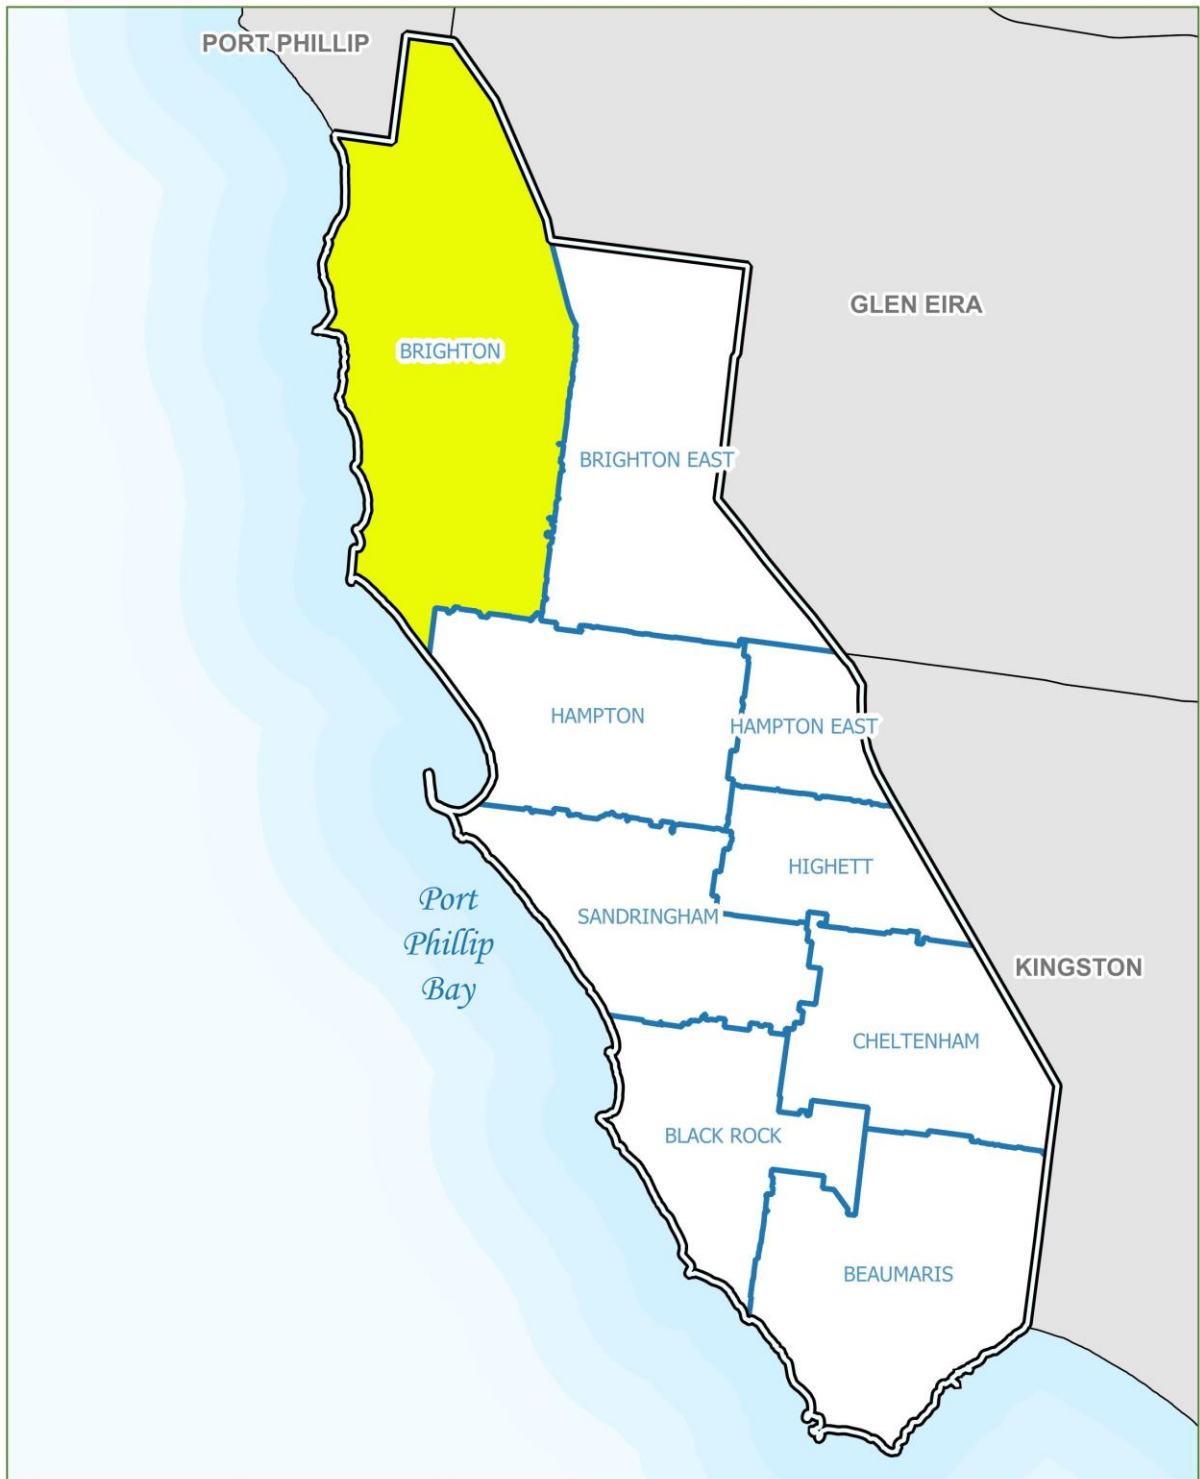 PORT PHILLIP
GLEN EIRA
BRIGHTON
BRIGHTON EAST
HAMPTON
HAMPTON EAST
HIGHETT
Port
Phillip
Bay
SANDRINGHAM
KINGSTON
CHELTENHAM
BLACK ROCK
BEAUMARIS